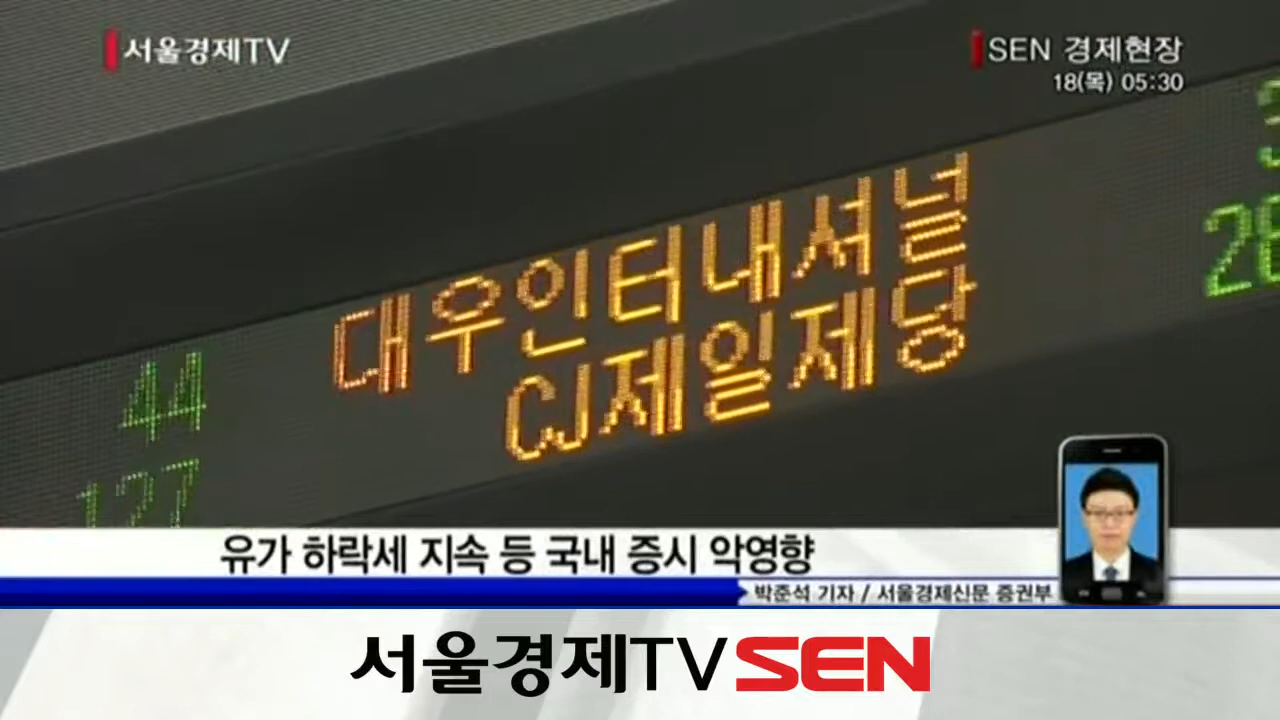 서울경제TV
SEN 경제현장
18(목) 05:30
대우인터내셔널
CJ제일제당
44
127
유가 하락세 지속 등 국내 증시 악영향
박준석 기자 / 서울경제신문 증권부
서울경제TV SEN